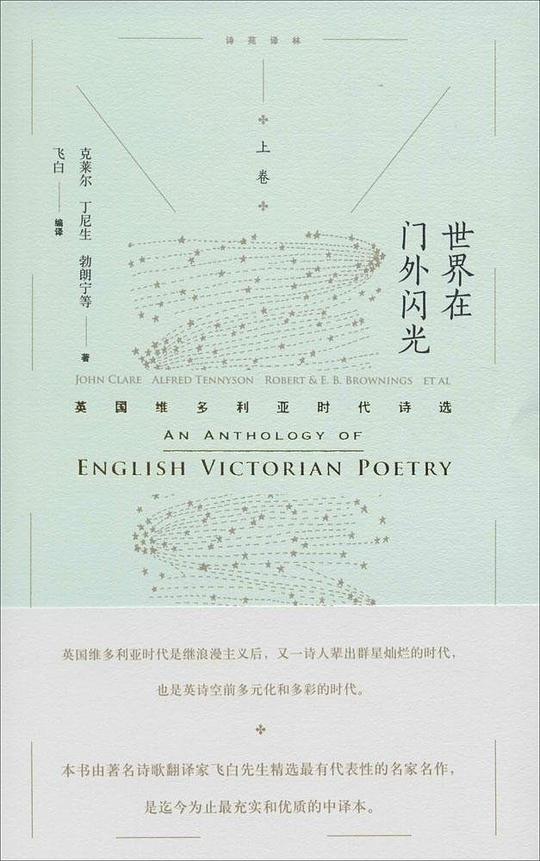 诗苑译林
上卷
世界在
门外闪光
克莱尔 丁尼生 勃朗宁等 著
飞白 编译
JOHN CLARE ALFRED TENNYSON ROBERT & E. B. BROWNINGS ET AL
英国维多利亚时代诗选
AN ANTHOLOGY OF
ENGLISH VICTORIAN POETRY
英国维多利亚时代是继浪漫主义后，又一诗人辈出群星灿烂的时代，
也是英诗空前多元化和多彩的时代。
本书由著名诗歌翻译家飞白先生精选最有代表性的名家名作，
是迄今为止最充实和优质的中译本。